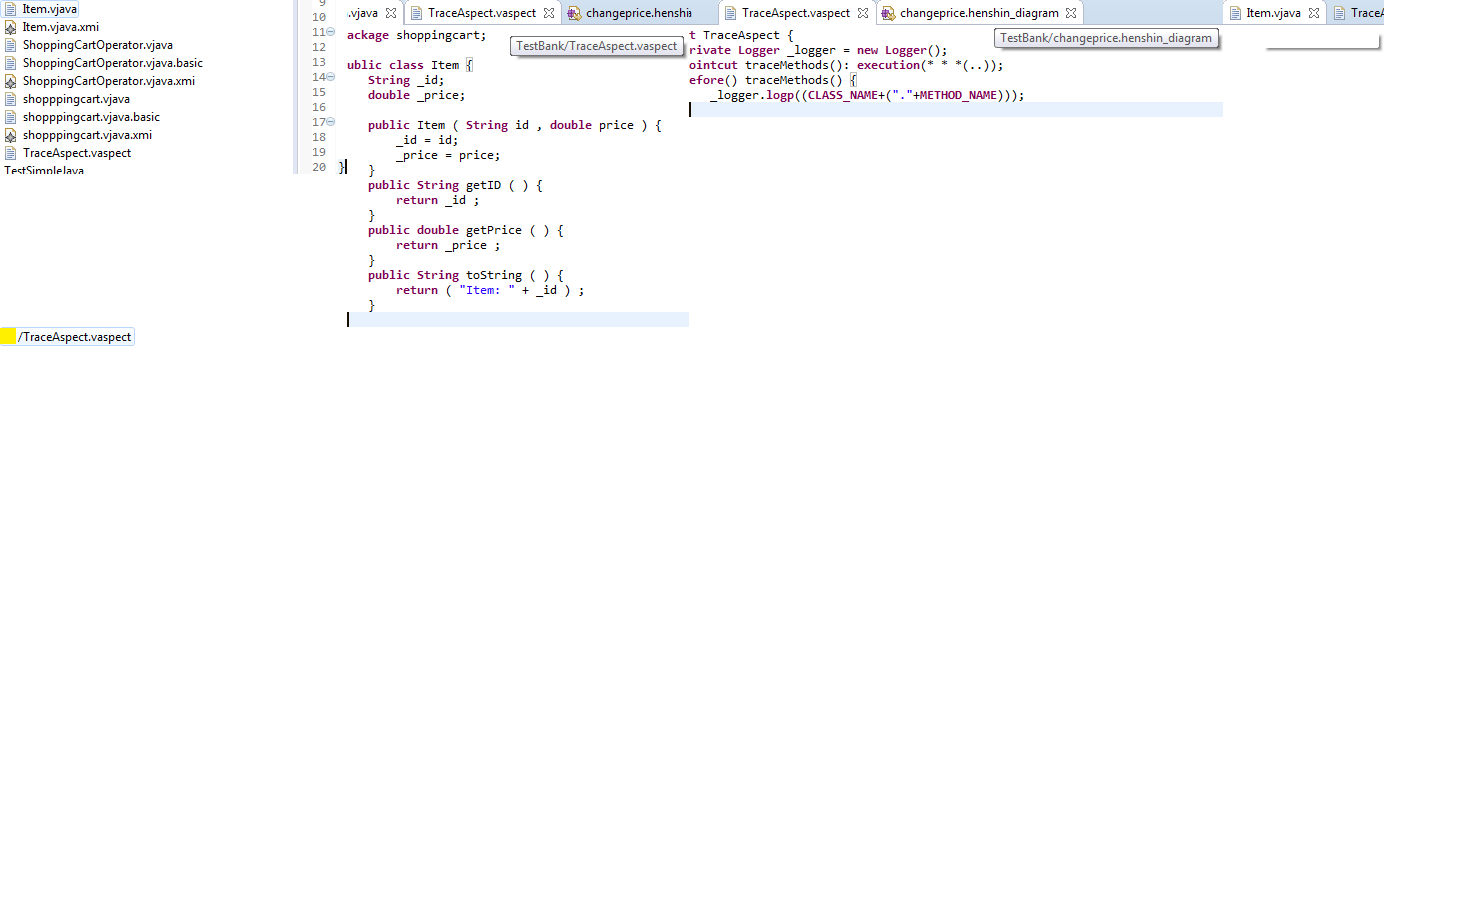 Item.vjava
Item.vjava.xmi
ShoppingCartOperator.vjava
ShoppingCartOperator.vjava.basic
ShoppingCartOperator.vjava.xmi
shopppingcart.vjava
shopppingcart.vjava.basic
shopppingcart.vjava.xmi
TraceAspect.vaspect
TestSimpleJava
/TraceAspect.vaspect
9
10
11
12
13
14
15
16
17
18
19
20
}
.vjava TraceAspect.vaspect changeprice.henshi
TestBank/TraceAspect.vaspect
ackage shoppingcart;
ublic class Item {
String _id;
double _price;
public Item ( String id , double price ) {
_id = id;
_price = price;
}
public String getID ( ) {
return _id ;
}
public double getPrice ( ) {
return _price ;
}
public String toString ( ) {
return ( "Item: " + _id ) ;
}
TraceAspect.vaspect changeprice.henshin_diagram
TestBank/changeprice.henshin_diagram
t TraceAspect {
rivate Logger _logger = new Logger();
ointcut traceMethods(): execution(* * *(..));
efore() traceMethods() {
_logger.logp((CLASS_NAME+("."+METHOD_NAME)));
Item.vjava TraceA